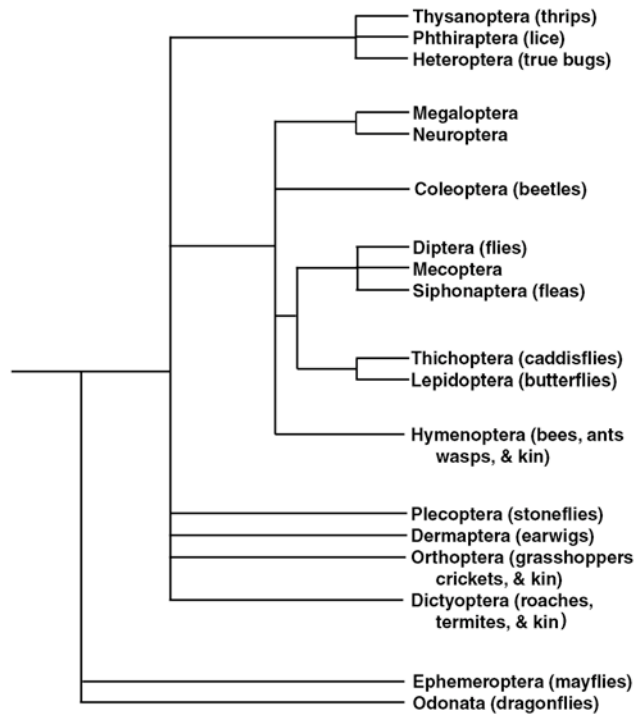 Thysanoptera (thrips)
Phthiraptera (lice)
Heteroptera (true bugs)
Megaloptera
Neuroptera
Coleoptera (beetles)
Diptera (flies)
Mecoptera
Siphonaptera (fleas)
Thichoptera (caddisflies)
Lepidoptera (butterflies)
Hymenoptera (bees, ants
wasps, & kin)
Plecoptera (stoneflies)
Dermaptera (earwigs)
Orthoptera (grasshoppers
crickets, & kin)
Dictyoptera (roaches,
termites, & kin)
Ephemeroptera (mayflies)
Odonata (dragonflies)